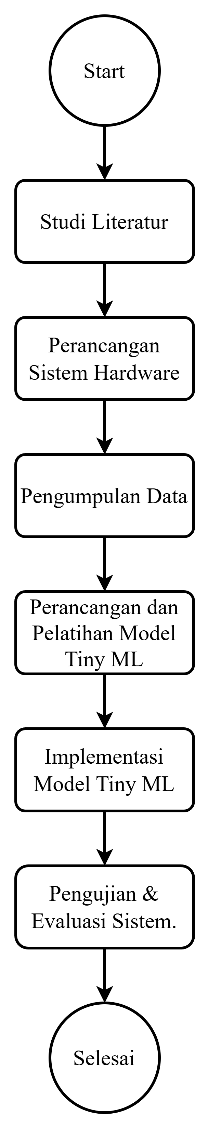 Start
Studi Literatur
Perancangan
Sistem Hardware
Pengumpulan Data
Perancangan dan
Pelatihan Model
Tiny ML
Implementasi
Model Tiny ML
Pengujian &
Evaluasi Sistem.
Selesai